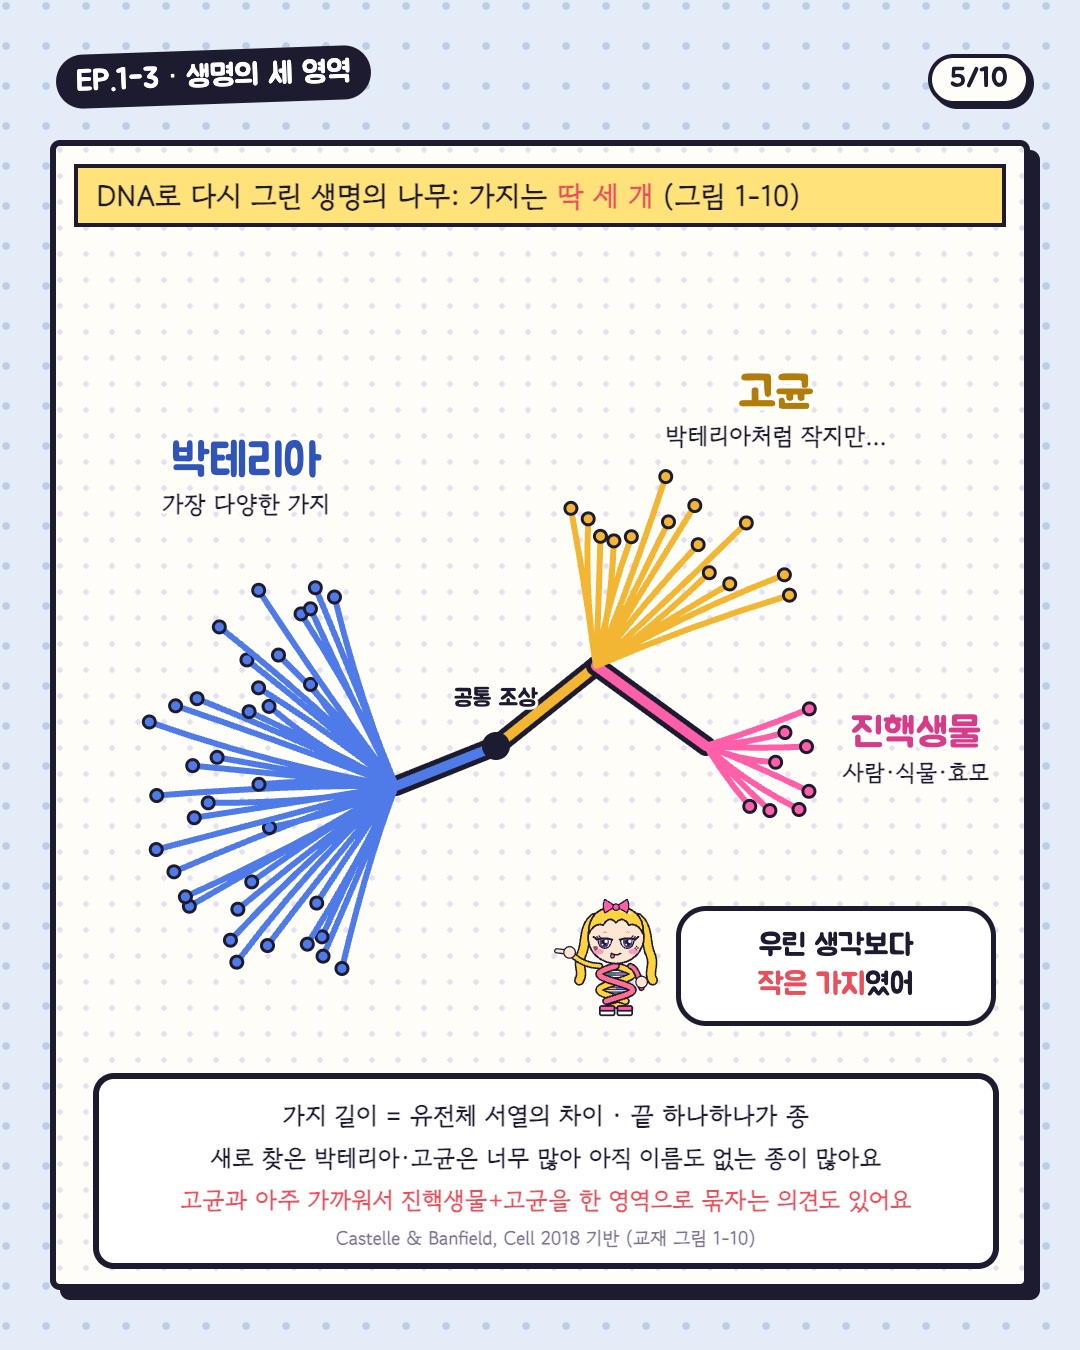 EP.1-3 · 생명의 세 영역
5/10
DNA로 다시 그린 생명의 나무: 가지는 딱 세 개 (그림 1-10)
고균
박테리아처럼 작지만...
박테리아
가장 다양한 가지
공통 조상
진핵생물
사람·식물·효모
우린 생각보다
작은 가지였어
가지 길이 = 유전체 서열의 차이 · 끝 하나하나가 종
새로 찾은 박테리아·고균은 너무 많아 아직 이름도 없는 종이 많아요
고균과 아주 가까워서 진핵생물+고균을 한 영역으로 묶자는 의견도 있어요
Castelle & Banfield, Cell 2018 기반 (교재 그림 1-10)